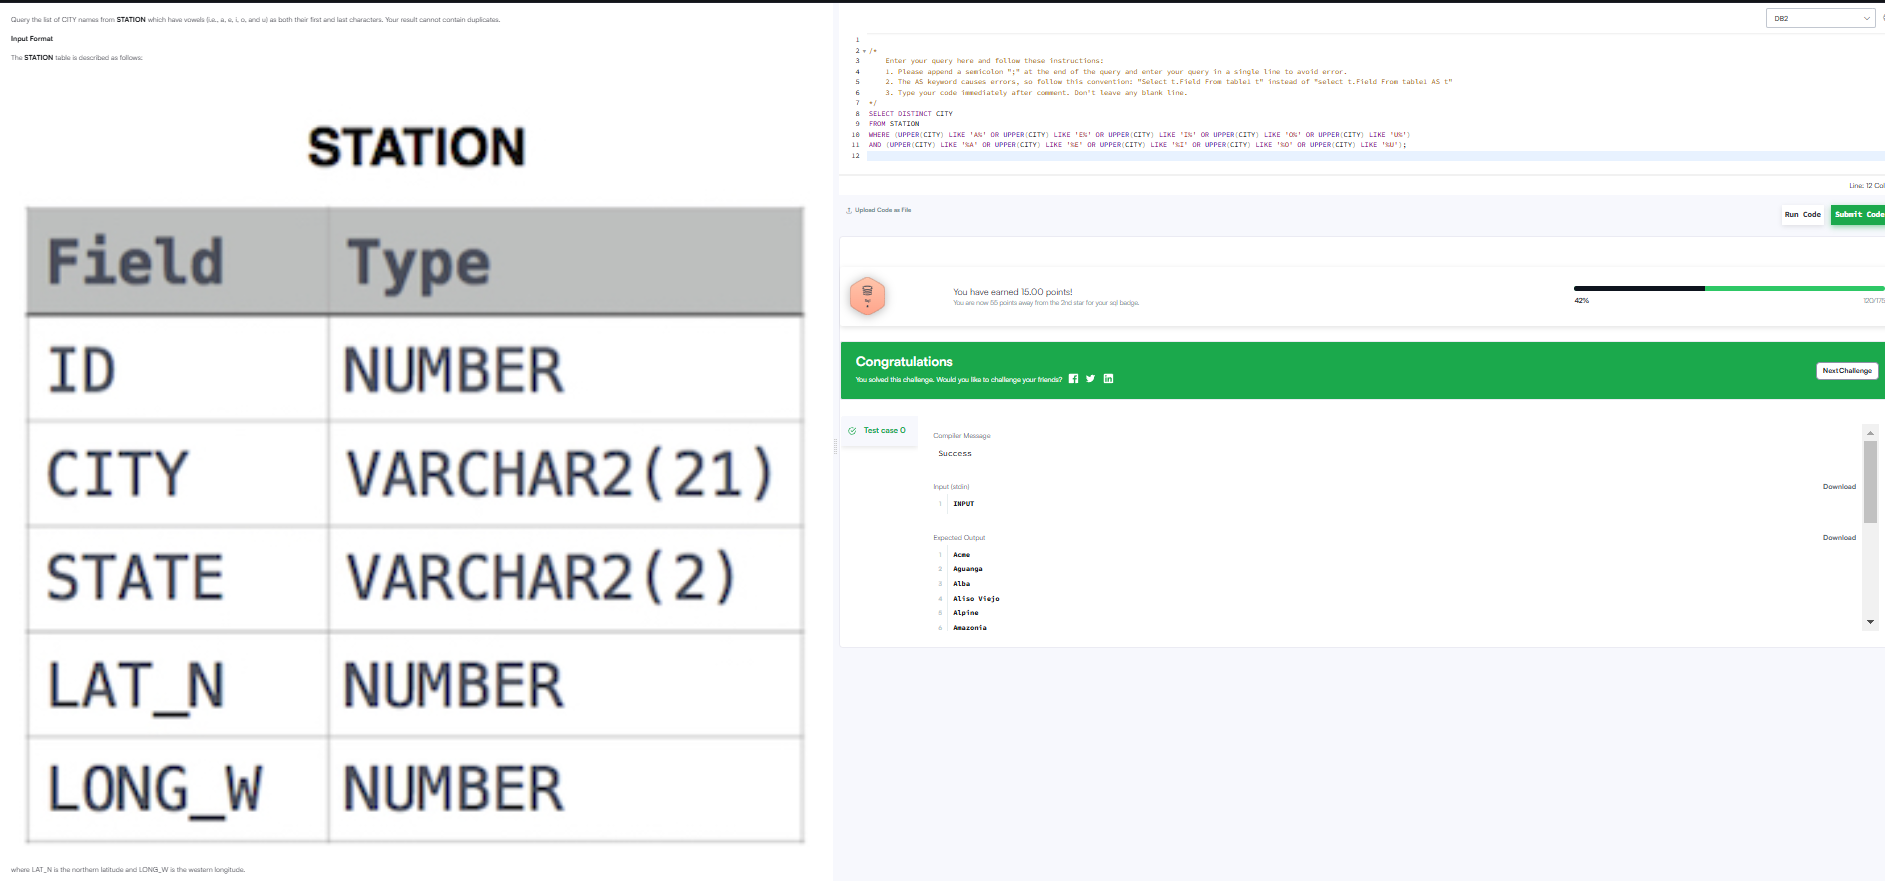 Query the list of CITY names from STATION which have vowels (i.e., a, e, i, o, and u) as both their first and last characters. Your result cannot contain duplicates.
Input Format
The STATION table is described as follows:
STATION
Field Type
ID NUMBER
CITY VARCHAR2(21)
STATE VARCHAR2(2)
LAT_N NUMBER
LONG_W NUMBER
where LAT_N is the northern latitude and LONG_W is the western longitude.
DB2
1
2 /*
3 Enter your query here and follow these instructions:
4 1. Please append a semicolon ";" at the end of the query and enter your query in a single line to avoid error.
5 2. The AS keyword causes errors, so follow this convention: "Select t.Field From table1 t" instead of "select t.Field From table1 AS t"
6 3. Type your code immediately after comment. Don't leave any blank line.
7 */
8 SELECT DISTINCT CITY
9 FROM STATION
10 WHERE (UPPER(CITY) LIKE 'A%' OR UPPER(CITY) LIKE 'E%' OR UPPER(CITY) LIKE 'I%' OR UPPER(CITY) LIKE 'O%' OR UPPER(CITY) LIKE 'U%')
11 AND (UPPER(CITY) LIKE '%A' OR UPPER(CITY) LIKE '%E' OR UPPER(CITY) LIKE '%I' OR UPPER(CITY) LIKE '%O' OR UPPER(CITY) LIKE '%U');
12
Line: 12 Col
Upload Code as File
Run Code Submit Code
You have earned 15.00 points!
You are now 55 points away from the 2nd star for your sql badge.
42% 120/175
Congratulations
You solved this challenge. Would you like to challenge your friends?
Next Challenge
Test case 0
Compiler Message
Success
Input (stdin) Download
1 INPUT
Expected Output Download
1 Acme
2 Aguanga
3 Alba
4 Aliso Viejo
5 Alpine
6 Amazonia